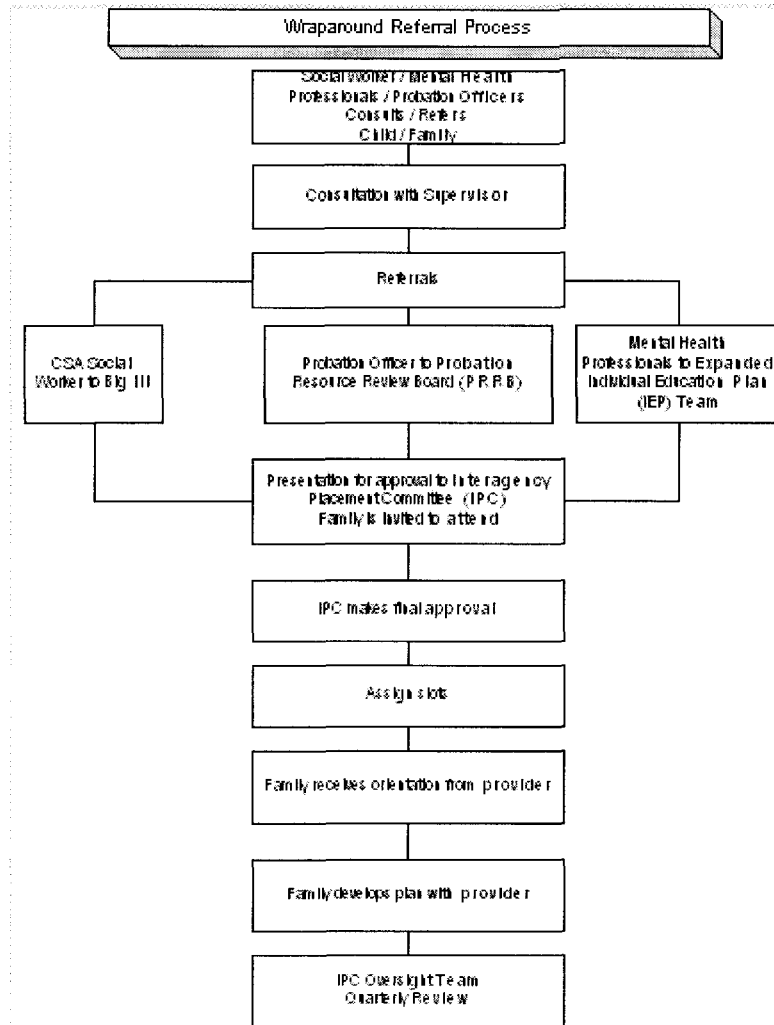 Wraparound Referral Process
Social Worker / Mental Health
Professionals / Probation Officers
Consults / Refers
Child / Family
Consultation with Supervisor
Referrals
CSA Social
Worker to Big III
Probation Officer to Probation
Resource Review Board (PRRB)
Mental Health
Professionals to Expanded
Individual Education Plan
(IEP) Team
Presentation for approval to Interagency
Placement Committee (IPC)
Family is invited to attend
IPC makes final approval
Assign slots
Family receives orientation from provider
Family develops plan with provider
IPC Oversight Team
Quarterly Review